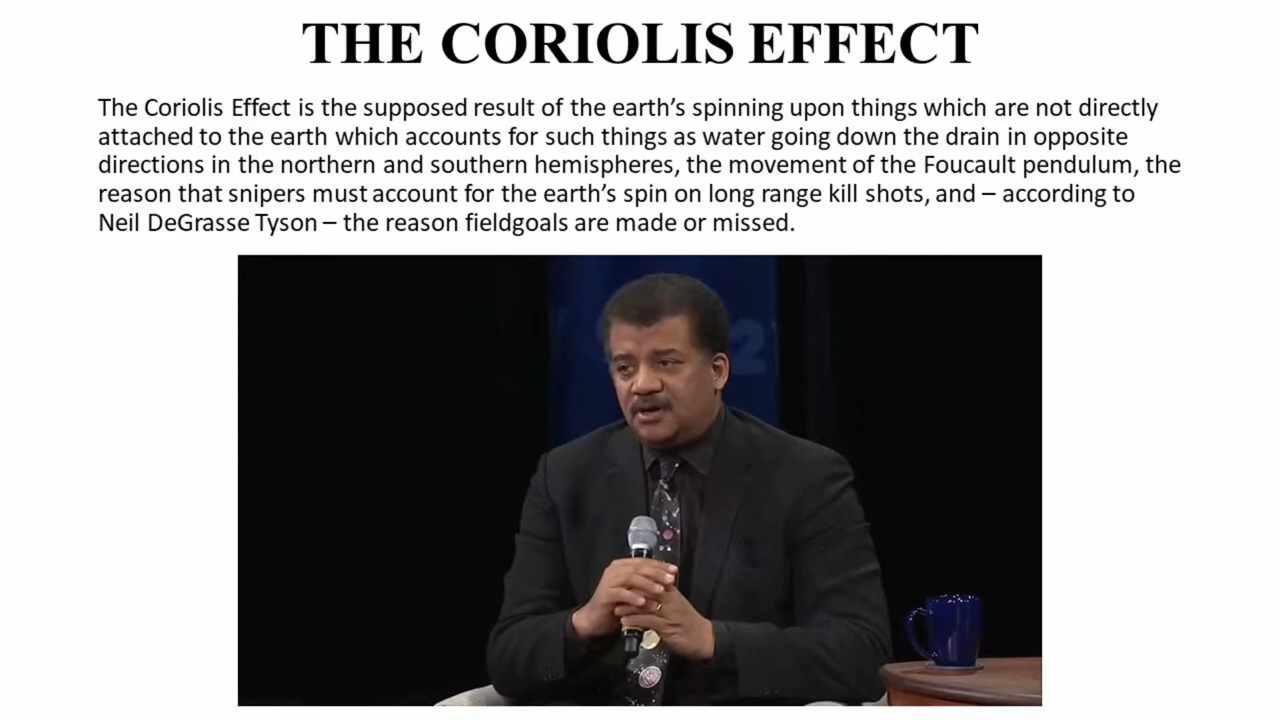 THE CORIOLIS EFFECT
The Coriolis Effect is the supposed result of the earth’s spinning upon things which are not directly
attached to the earth which accounts for such things as water going down the drain in opposite
directions in the northern and southern hemispheres, the movement of the Foucault pendulum, the
reason that snipers must account for the earth’s spin on long range kill shots, and – according to
Neil DeGrasse Tyson – the reason fieldgoals are made or missed.
2